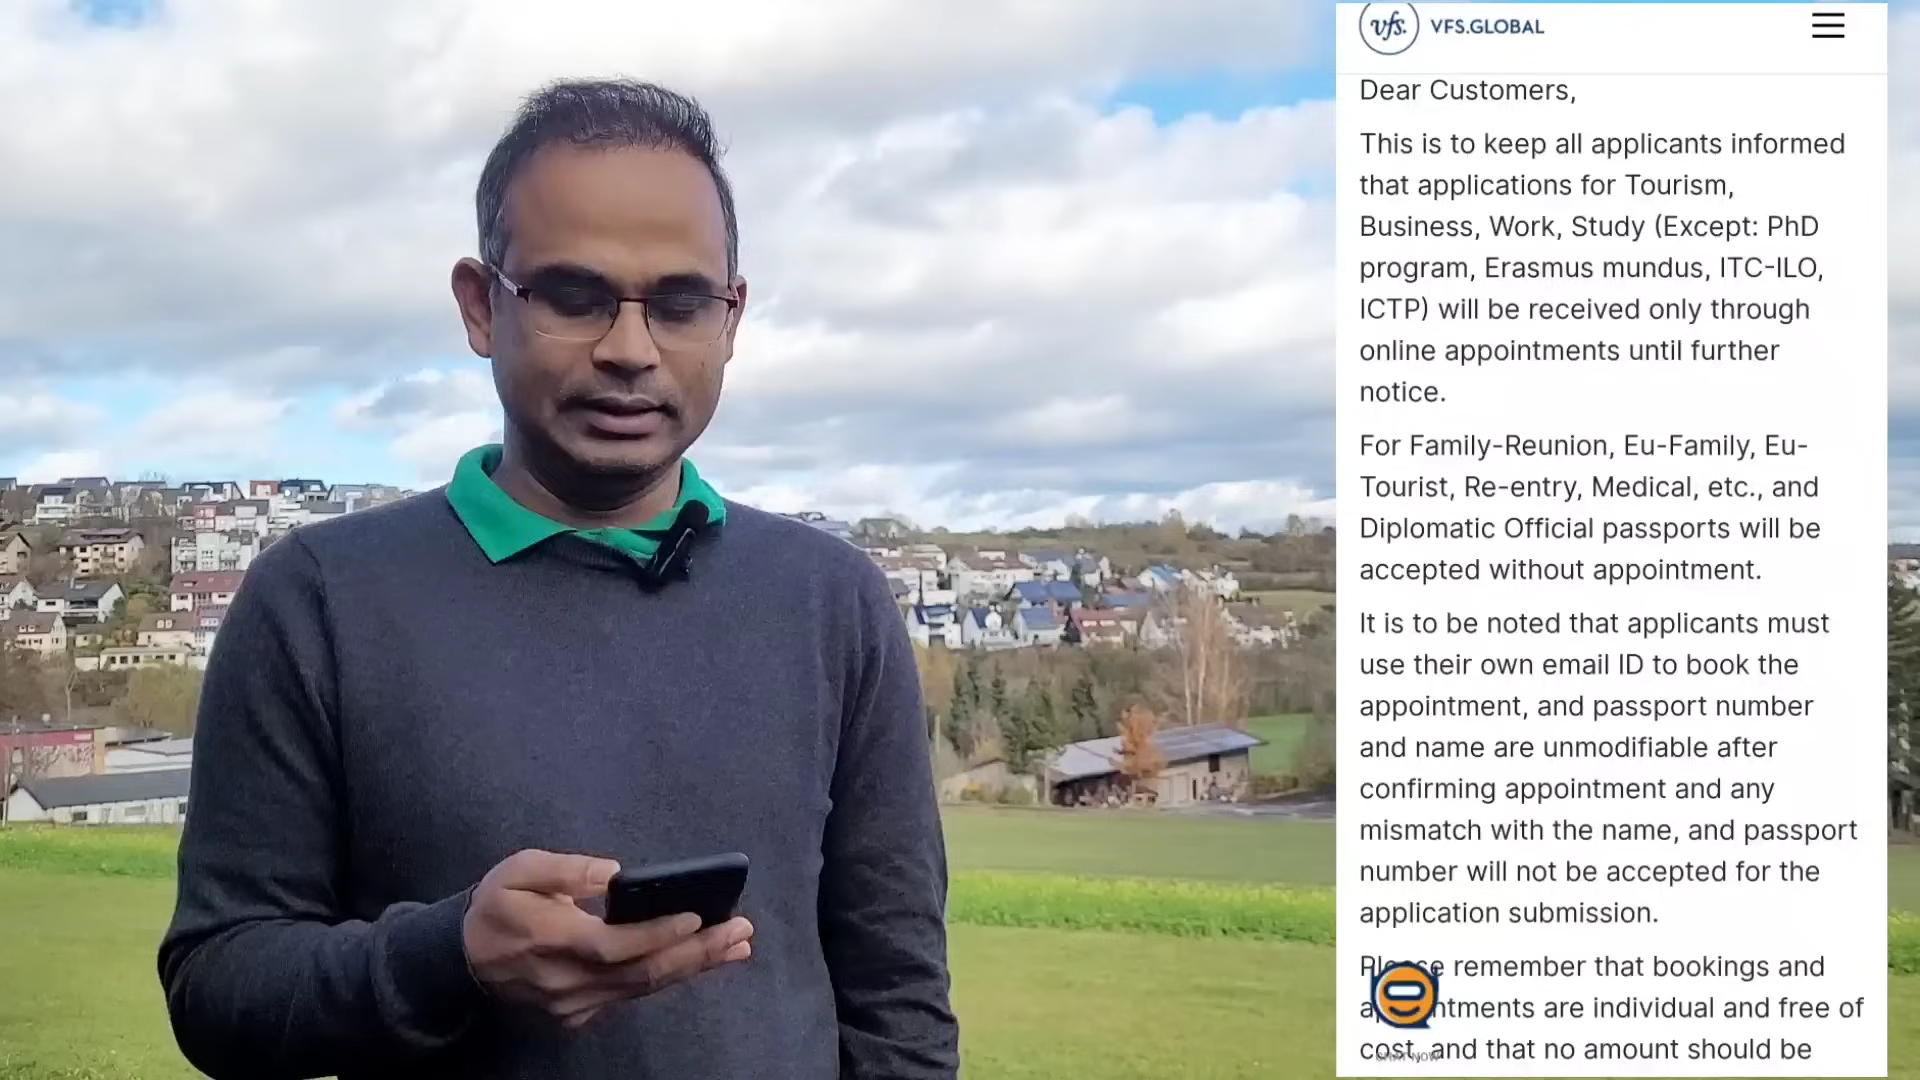 vfs. VFS.GLOBAL
Dear Customers,
This is to keep all applicants informed
that applications for Tourism,
Business, Work, Study (Except: PhD
program, Erasmus mundus, ITC-ILO,
ICTP) will be received only through
online appointments until further
notice.
For Family-Reunion, Eu-Family, Eu-
Tourist, Re-entry, Medical, etc., and
Diplomatic Official passports will be
accepted without appointment.
It is to be noted that applicants must
use their own email ID to book the
appointment, and passport number
and name are unmodifiable after
confirming appointment and any
mismatch with the name, and passport
number will not be accepted for the
application submission.
remember that bookings and
are individual and free of
cost, and that no amount should be
CHAT NOW